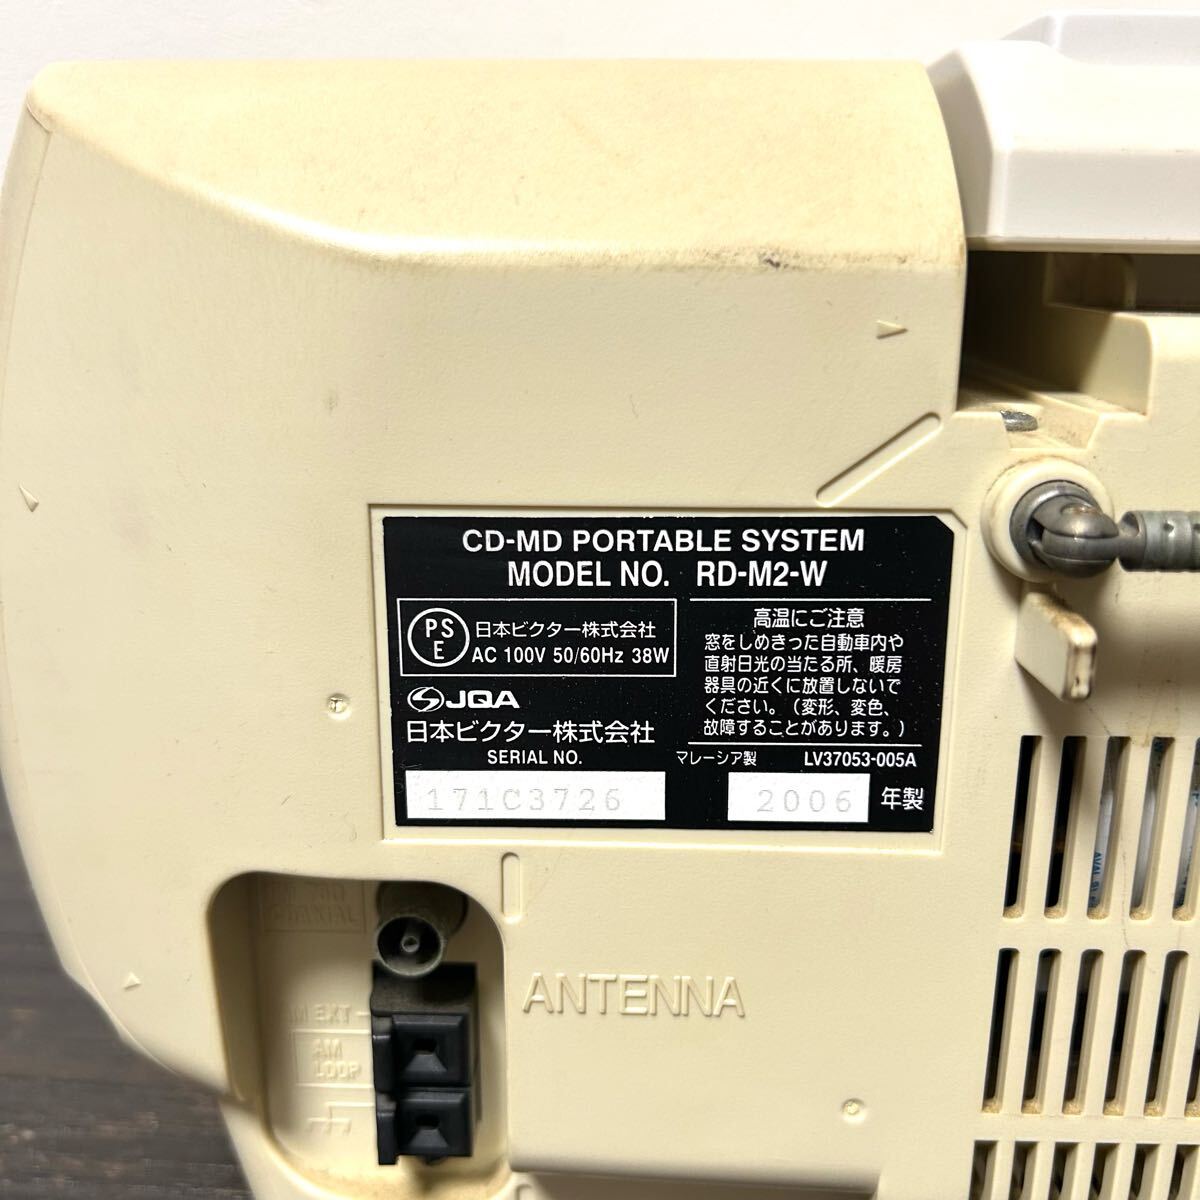 CD-MD PORTABLE SYSTEM
MODEL NO. RD-M2-W
PSE
日本ビクター株式会社
AC 100V 50/60Hz 38W
JQA
日本ビクター株式会社
SERIAL NO.
171C3726
高温にご注意
窓をしめきった自動車内や
直射日光の当たる所、暖房
器具の近くに放置しないで
ください。（変形、変色、
故障することがあります。）
マレーシア製 LV37053-005A
2006 年製
COAXIAL
ANTENNA
AM EXT
AM
LOOP